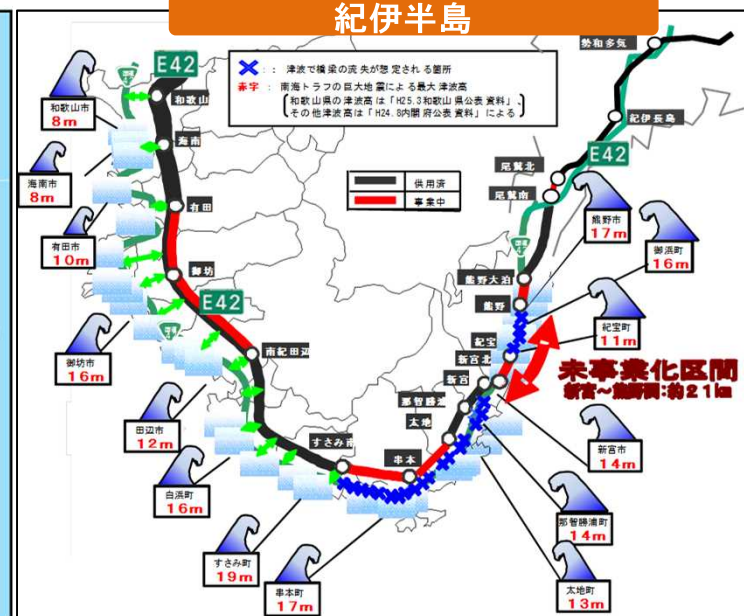 紀伊半島
✖：： 津波で橋梁の流失が想定される箇所
赤字： 南海トラフの巨大地震による最大津波高
和歌山県の津波高は「H25.3和歌山県公表資料」、
その他津波高は「H24.8内閣府公表資料」による
供用済
事業中
E42
和歌山
和歌山市
8m
海南
海南市
8m
有田
有田市
10m
御坊
E42
御坊市
16m
南紀田辺
田辺市
12m
白浜町
16m
すさみ南
すさみ町
19m
串本
串本町
17m
太地
太地町
13m
那智勝浦
那智勝浦町
14m
新宮
新宮市
14m
新宮北
紀宝
紀宝町
11m
御浜町
16m
熊野
熊野市
17m
熊野大泊
尾鷲南
尾鷲北
E42
紀伊長島
勢和多気
未事業化区間
新宮～熊野間：約21km